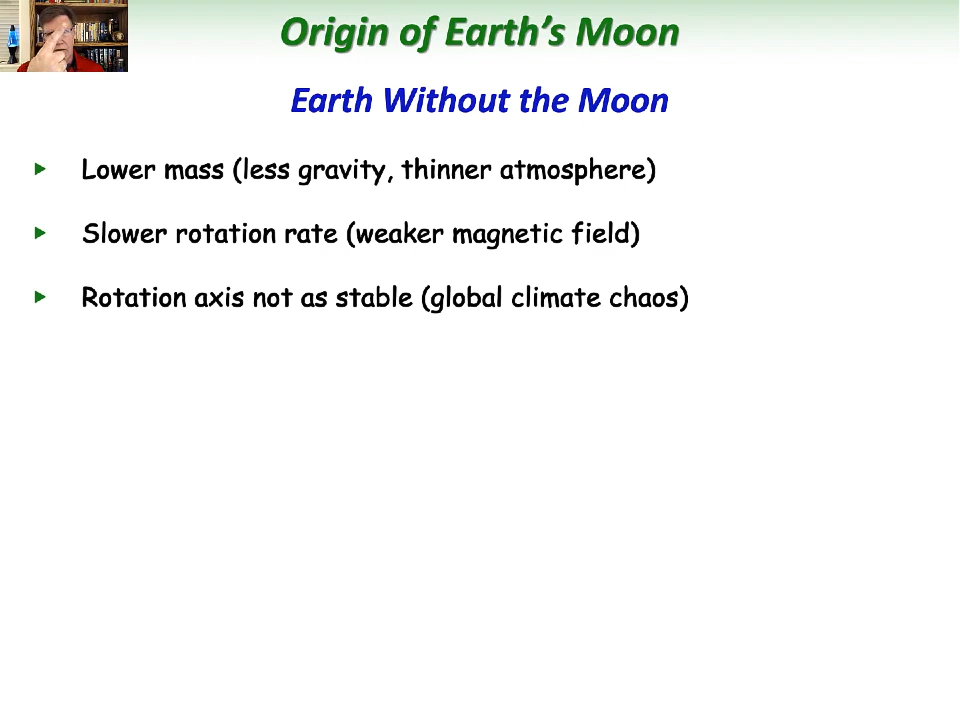 Origin of Earth's Moon
Earth Without the Moon
Lower mass (less gravity, thinner atmosphere)
Slower rotation rate (weaker magnetic field)
Rotation axis not as stable (global climate chaos)